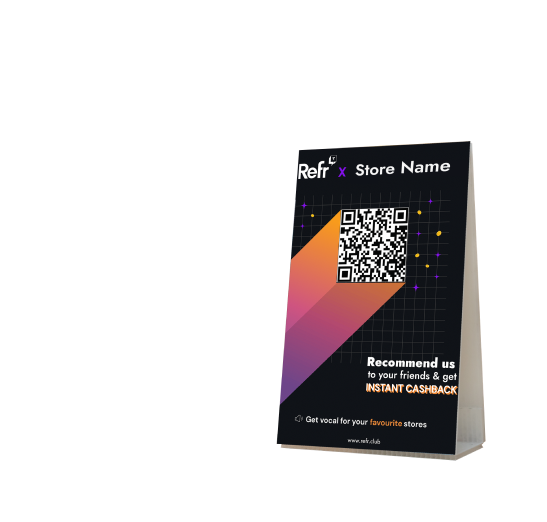 Refr x Store Name
Recommend us
to your friends & get
INSTANT CASHBACK
Get vocal for your favourite stores
www.refr.club